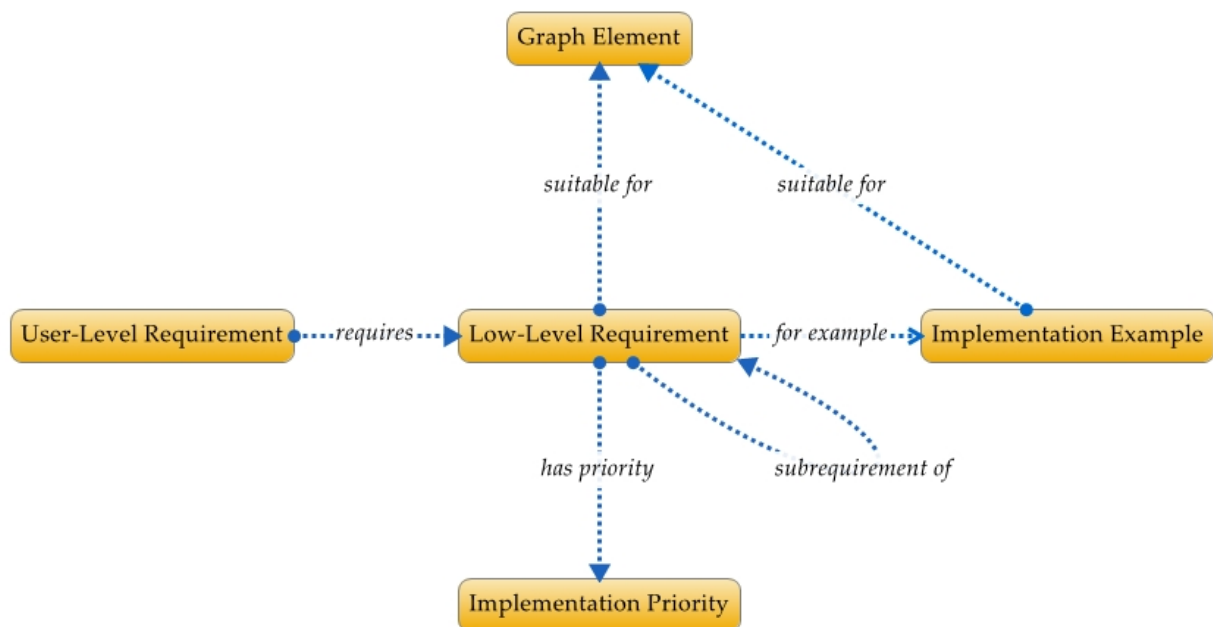 Graph Element
suitable for
suitable for
User-Level Requirement
requires
Low-Level Requirement
for example
Implementation Example
has priority
subrequirement of
Implementation Priority